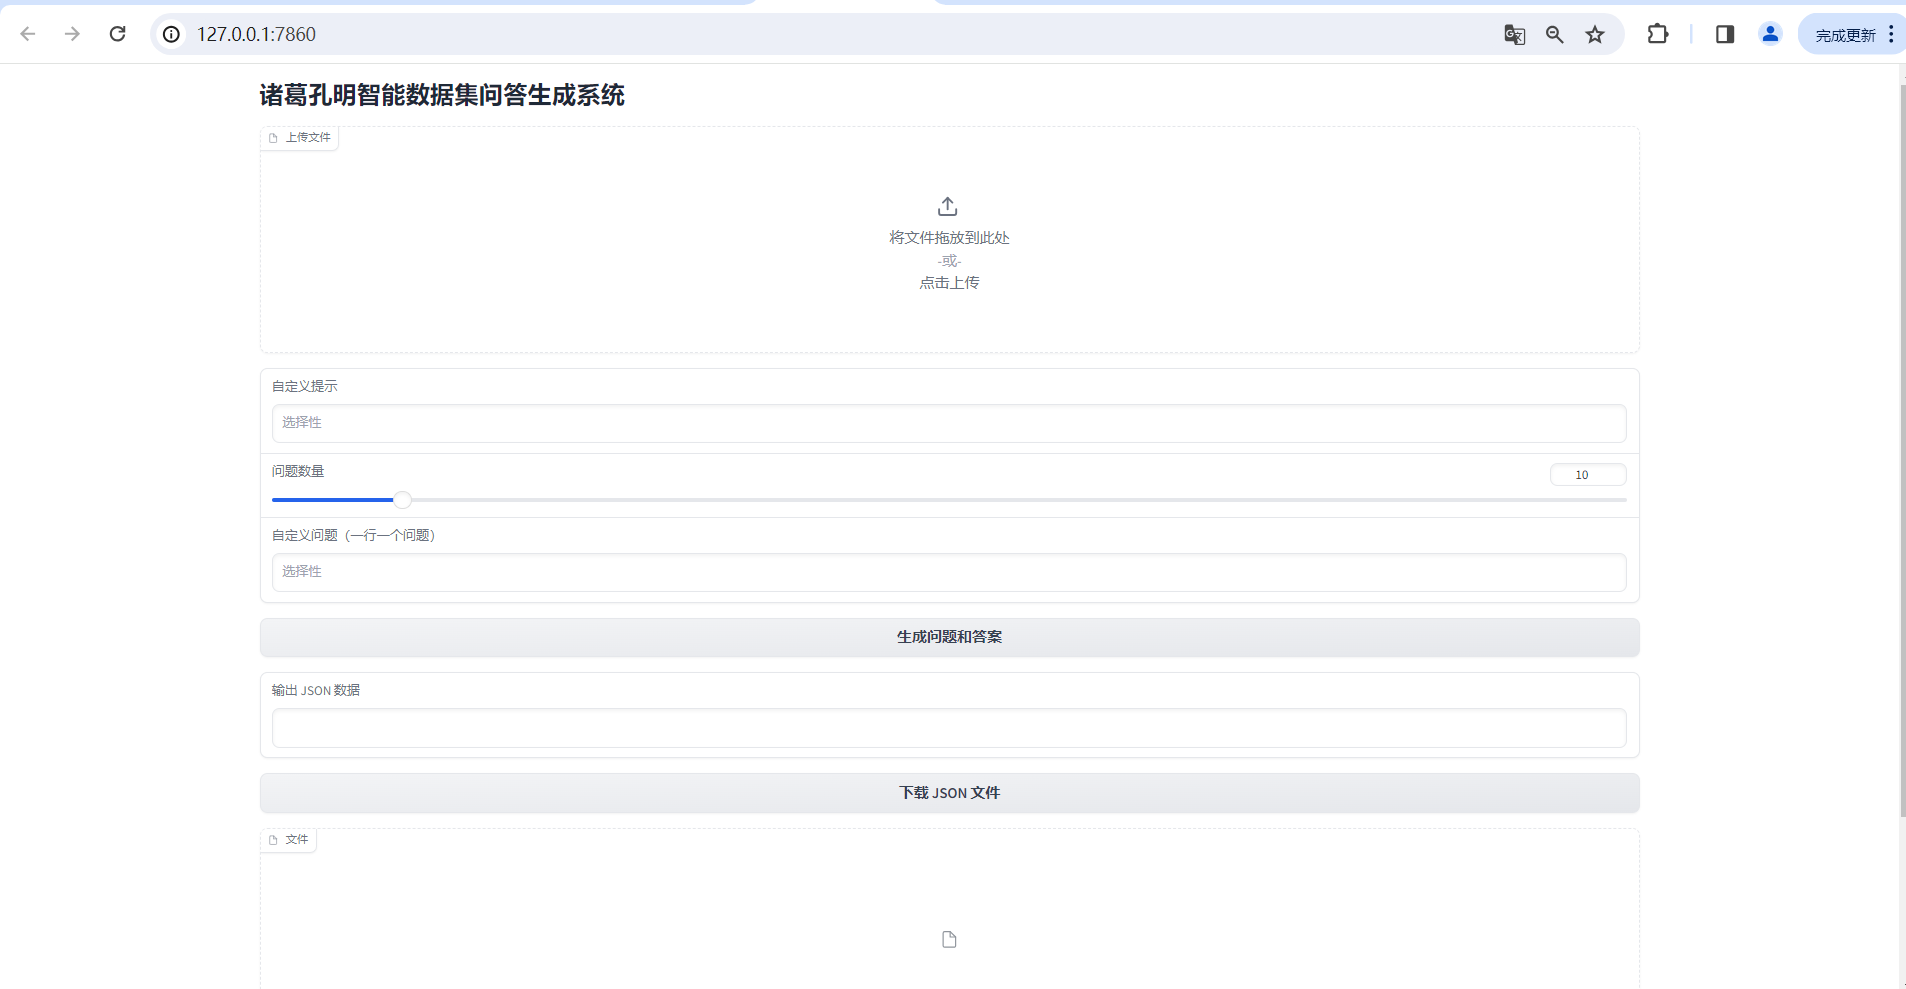 127.0.0.1:7860
完成更新
诸葛孔明智能数据集问答生成系统
上传文件
将文件拖放到此处
-或-
点击上传
自定义提示
选择性
问题数量
10
自定义问题（一行一个问题）
选择性
生成问题和答案
输出 JSON 数据
下载 JSON 文件
文件